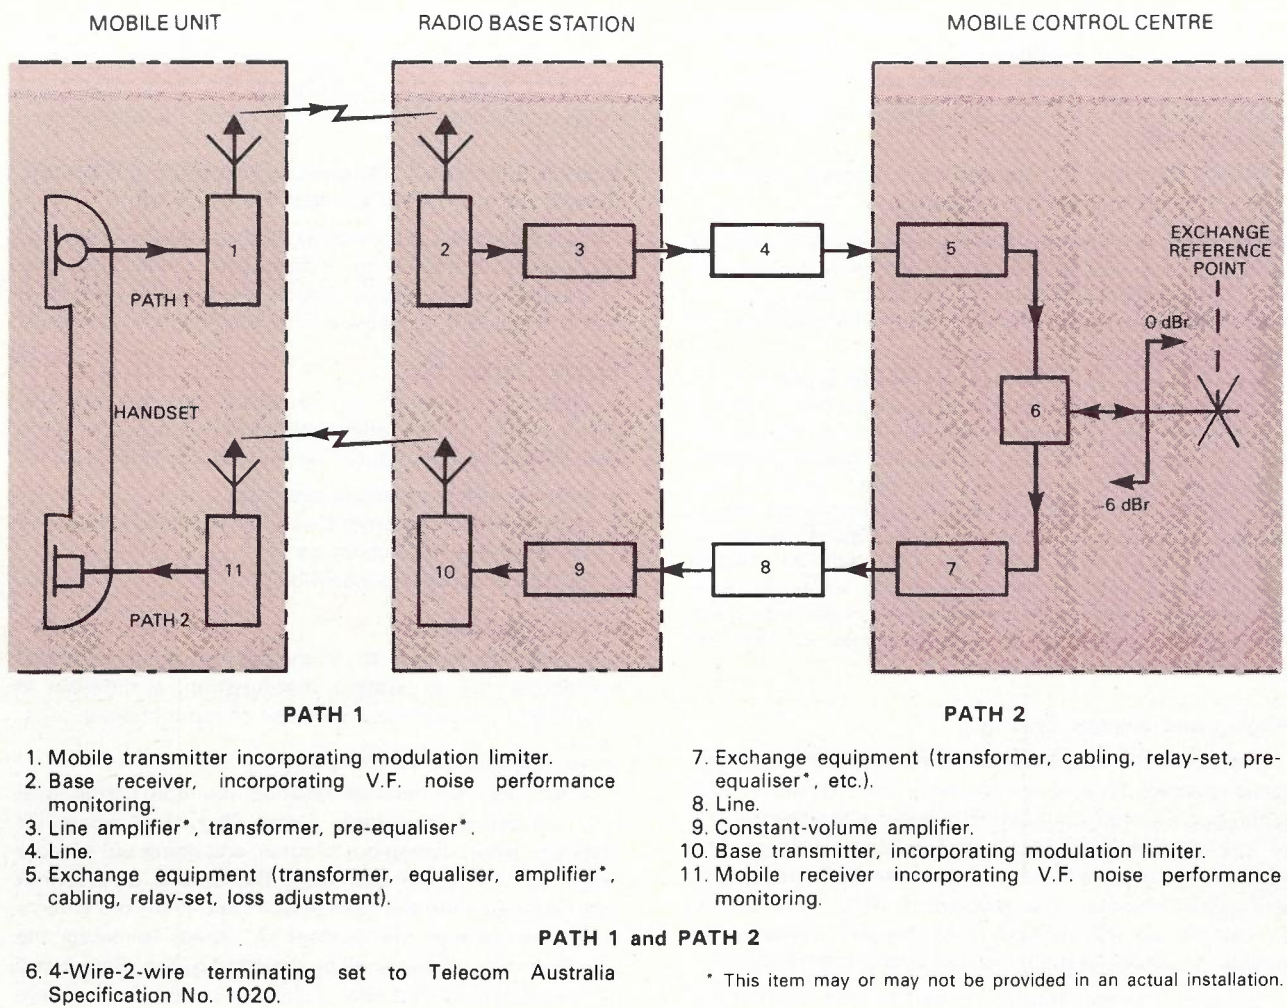 MOBILE UNIT
RADIO BASE STATION
MOBILE CONTROL CENTRE
1
2
3
4
5
EXCHANGE
REFERENCE
POINT
PATH 1
0 dBr
HANDSET
6
-6 dBr
11
10
9
8
7
PATH 2
PATH 1
1. Mobile transmitter incorporating modulation limiter.
2. Base receiver, incorporating V.F. noise performance
monitoring.
3. Line amplifier*, transformer, pre-equaliser*.
4. Line.
5. Exchange equipment (transformer, equaliser, amplifier*,
cabling, relay-set, loss adjustment).
PATH 2
7. Exchange equipment (transformer, cabling, relay-set, pre-
equaliser*, etc.).
8. Line.
9. Constant-volume amplifier.
10. Base transmitter, incorporating modulation limiter.
11. Mobile receiver incorporating V.F. noise performance
monitoring.
PATH 1 and PATH 2
6. 4-Wire-2-wire terminating set to Telecom Australia
Specification No. 1020.
* This item may or may not be provided in an actual installation.